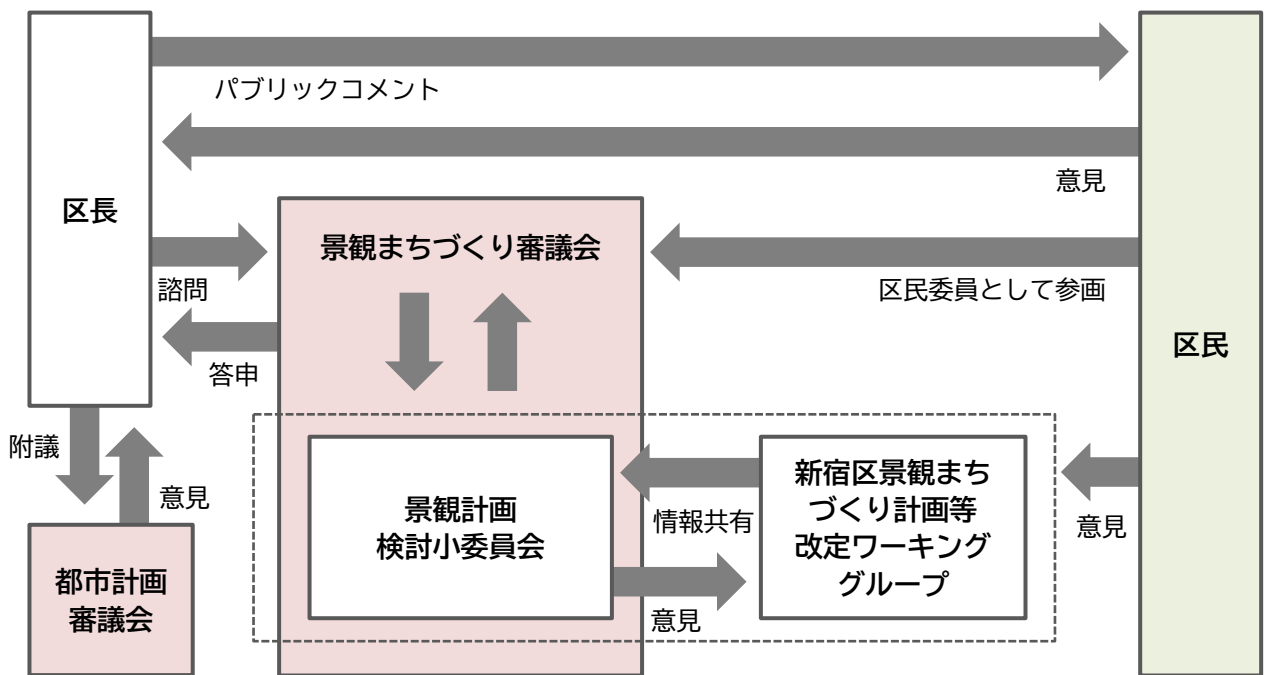 パブリックコメント
意見
区長
景観まちづくり審議会
諮問
区民委員として参画
答申
区民
附議
意見
都市計画
審議会
景観計画
検討小委員会
情報共有
意見
新宿区景観まち
づくり計画等
改定ワーキング
グループ
意見